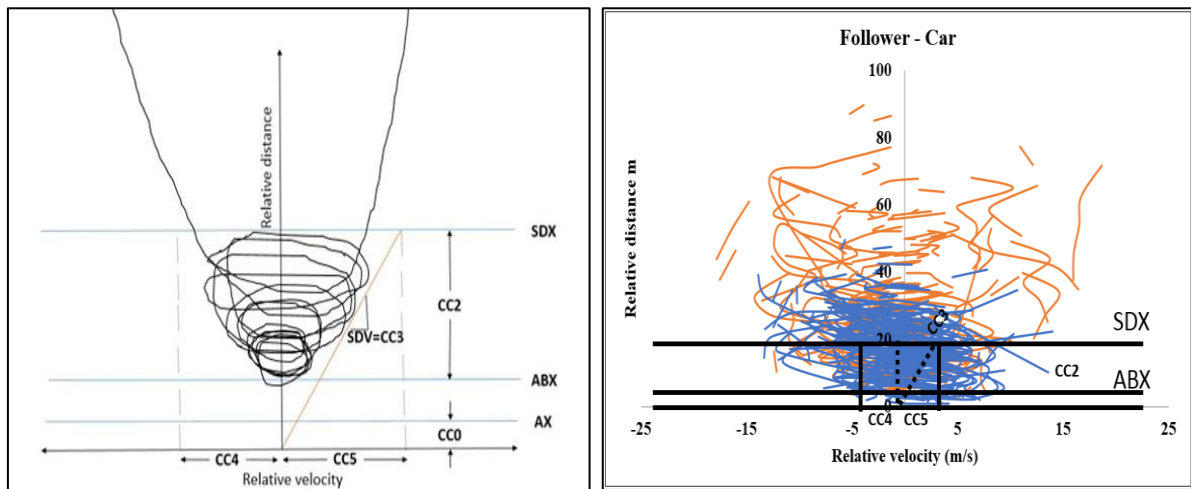 Relative distance
SDX
CC2
SDV=CC3
ABX
AX
CC0
CC4
CC5
Relative velocity
Follower - Car
100
80
60
40
20
0
Relative distance m
CC3
SDX
CC2
ABX
CC4
CC5
-25
-15
-5
5
15
25
Relative velocity (m/s)